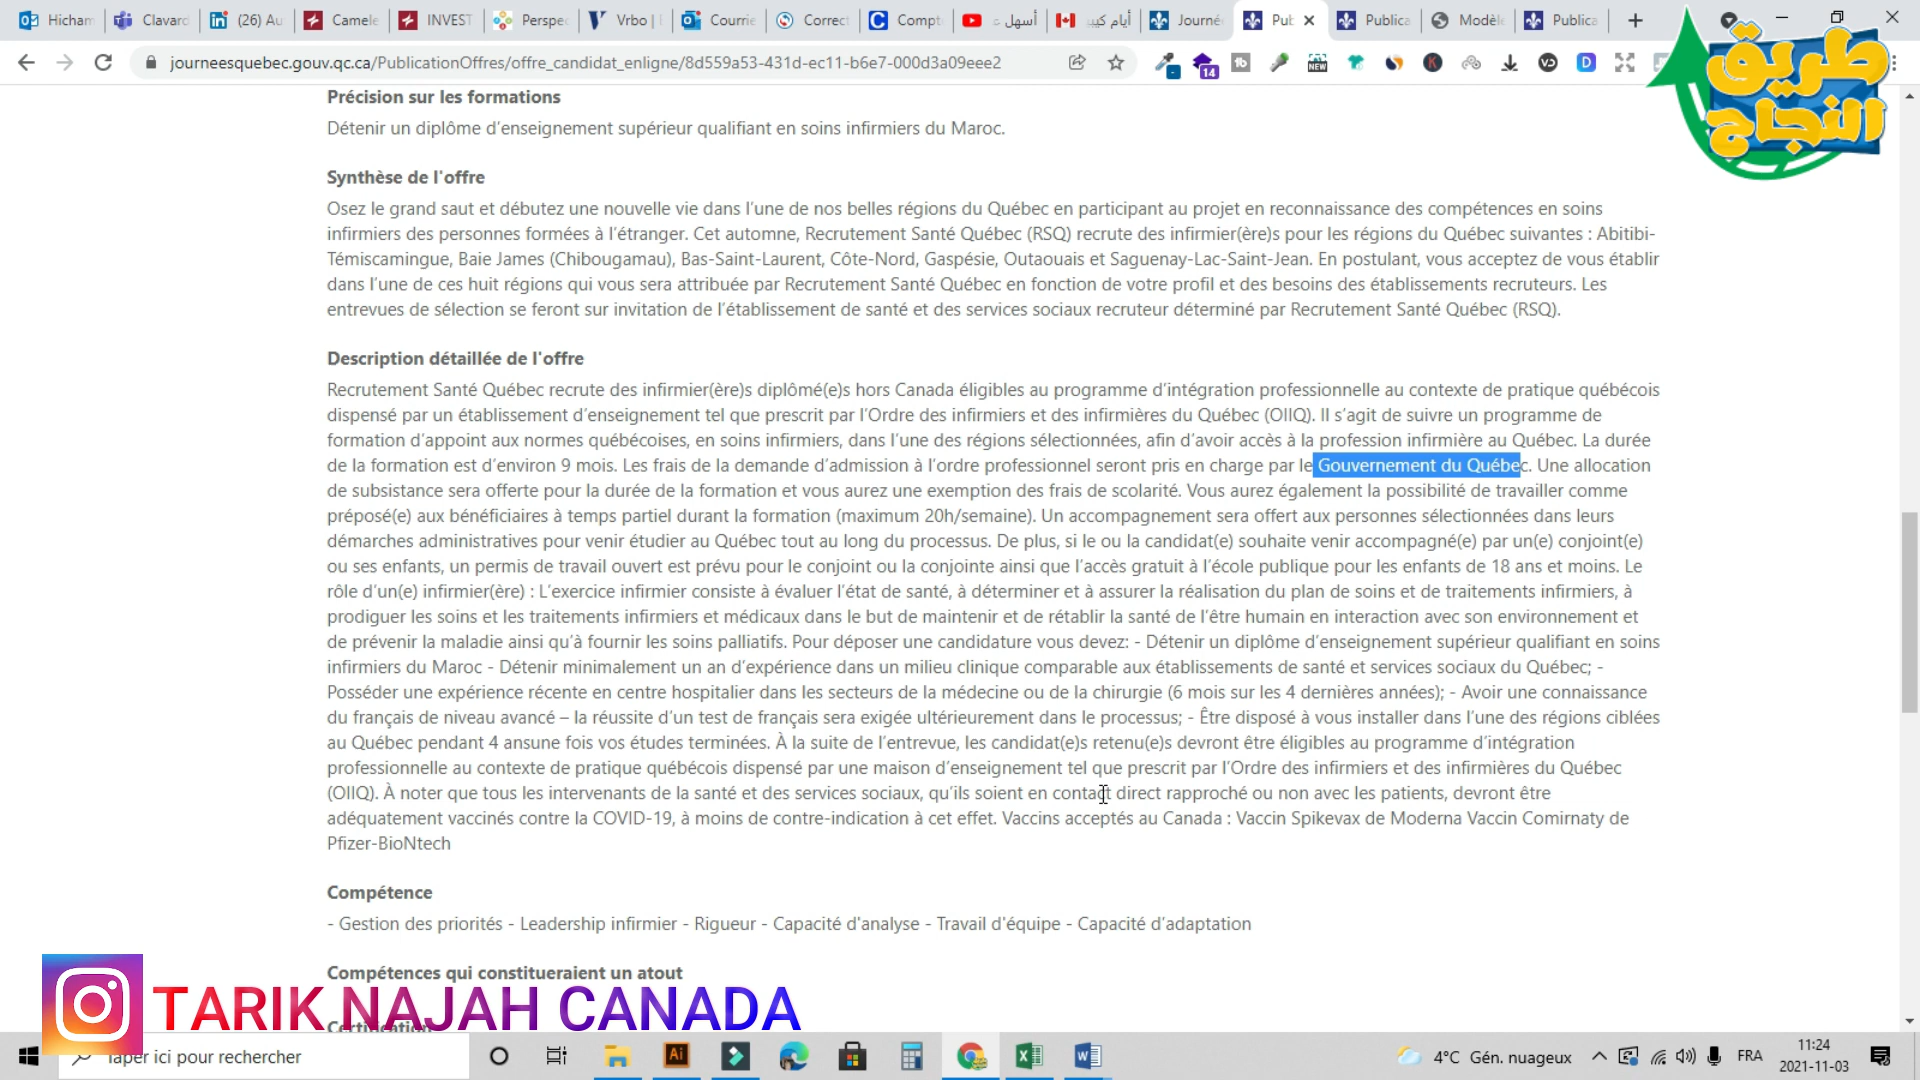 Hicham
Clavard
(26) Au
Camele
INVEST
Perspec
Vrbo |
Courrie
Correct
Compt
أسهل
أيام كيب
Journé
Pub
Publica
Modèle
Publica
journeesquebec.gouv.qc.ca/PublicationOffres/offre_candidat_enligne/8d559a53-431d-ec11-b6e7-000d3a09eee2
14
NEW
طريق
النجاح
Précision sur les formations
Détenir un diplôme d’enseignement supérieur qualifiant en soins infirmiers du Maroc.
Synthèse de l'offre
Osez le grand saut et débutez une nouvelle vie dans l’une de nos belles régions du Québec en participant au projet en reconnaissance des compétences en soins
infirmiers des personnes formées à l’étranger. Cet automne, Recrutement Santé Québec (RSQ) recrute des infirmier(ère)s pour les régions du Québec suivantes : Abitibi-
Témiscamingue, Baie James (Chibougamau), Bas-Saint-Laurent, Côte-Nord, Gaspésie, Outaouais et Saguenay-Lac-Saint-Jean. En postulant, vous acceptez de vous établir
dans l’une de ces huit régions qui vous sera attribuée par Recrutement Santé Québec en fonction de votre profil et des besoins des établissements recruteurs. Les
entrevues de sélection se feront sur invitation de l’établissement de santé et des services sociaux recruteur déterminé par Recrutement Santé Québec (RSQ).
Description détaillée de l'offre
Recrutement Santé Québec recrute des infirmier(ère)s diplômé(e)s hors Canada éligibles au programme d’intégration professionnelle au contexte de pratique québécois
dispensé par un établissement d’enseignement tel que prescrit par l’Ordre des infirmiers et des infirmières du Québec (OIIQ). Il s’agit de suivre un programme de
formation d’appoint aux normes québécoises, en soins infirmiers, dans l’une des régions sélectionnées, afin d’avoir accès à la profession infirmière au Québec. La durée
de la formation est d’environ 9 mois. Les frais de la demande d’admission à l’ordre professionnel seront pris en charge par le Gouvernement du Québec. Une allocation
de subsistance sera offerte pour la durée de la formation et vous aurez une exemption des frais de scolarité. Vous aurez également la possibilité de travailler comme
préposé(e) aux bénéficiaires à temps partiel durant la formation (maximum 20h/semaine). Un accompagnement sera offert aux personnes sélectionnées dans leurs
démarches administratives pour venir étudier au Québec tout au long du processus. De plus, si le ou la candidat(e) souhaite venir accompagné(e) par un(e) conjoint(e)
ou ses enfants, un permis de travail ouvert est prévu pour le conjoint ou la conjointe ainsi que l’accès gratuit à l’école publique pour les enfants de 18 ans et moins. Le
rôle d’un(e) infirmier(ère) : L’exercice infirmier consiste à évaluer l’état de santé, à déterminer et à assurer la réalisation du plan de soins et de traitements infirmiers, à
prodiguer les soins et les traitements infirmiers et médicaux dans le but de maintenir et de rétablir la santé de l’être humain en interaction avec son environnement et
de prévenir la maladie ainsi qu’à fournir les soins palliatifs. Pour déposer une candidature vous devez: - Détenir un diplôme d’enseignement supérieur qualifiant en soins
infirmiers du Maroc - Détenir minimalement un an d’expérience dans un milieu clinique comparable aux établissements de santé et services sociaux du Québec; -
Posséder une expérience récente en centre hospitalier dans les secteurs de la médecine ou de la chirurgie (6 mois sur les 4 dernières années); - Avoir une connaissance
du français de niveau avancé – la réussite d’un test de français sera exigée ultérieurement dans le processus; - Être disposé à vous installer dans l’une des régions ciblées
au Québec pendant 4 ansune fois vos études terminées. À la suite de l’entrevue, les candidat(e)s retenu(e)s devront être éligibles au programme d’intégration
professionnelle au contexte de pratique québécois dispensé par une maison d’enseignement tel que prescrit par l’Ordre des infirmiers et des infirmières du Québec
(OIIQ). À noter que tous les intervenants de la santé et des services sociaux, qu’ils soient en contact direct rapproché ou non avec les patients, devront être
adéquatement vaccinés contre la COVID-19, à moins de contre-indication à cet effet. Vaccins acceptés au Canada : Vaccin Spikevax de Moderna Vaccin Comirnaty de
Pfizer-BioNtech
Compétence
- Gestion des priorités - Leadership infirmier - Rigueur - Capacité d'analyse - Travail d'équipe - Capacité d’adaptation
Compétences qui constitueraient un atout
TARIK NAJAH CANADA
Certification
Taper ici pour rechercher
4°C Gén. nuageux
FRA
11:24
2021-11-03